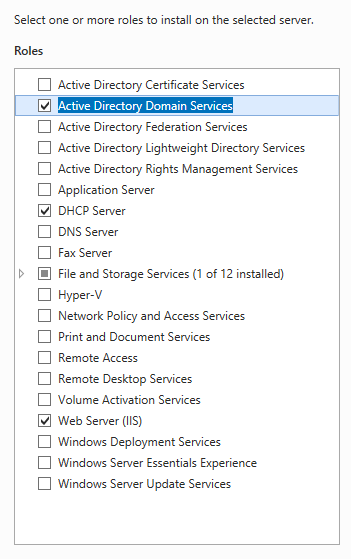 Select one or more roles to install on the selected server.
Roles
Active Directory Certificate Services
Active Directory Domain Services
Active Directory Federation Services
Active Directory Lightweight Directory Services
Active Directory Rights Management Services
Application Server
DHCP Server
DNS Server
Fax Server
File and Storage Services (1 of 12 installed)
Hyper-V
Network Policy and Access Services
Print and Document Services
Remote Access
Remote Desktop Services
Volume Activation Services
Web Server (IIS)
Windows Deployment Services
Windows Server Essentials Experience
Windows Server Update Services